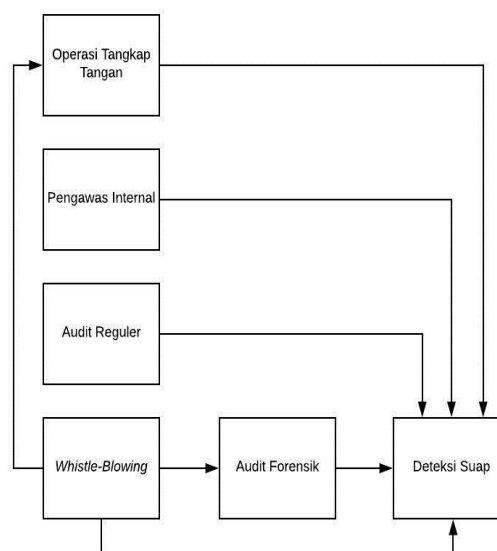 Operasi Tangkap
Tangan
Pengawas Internal
Audit Reguler
Whistle-Blowing
Audit Forensik
Deteksi Suap